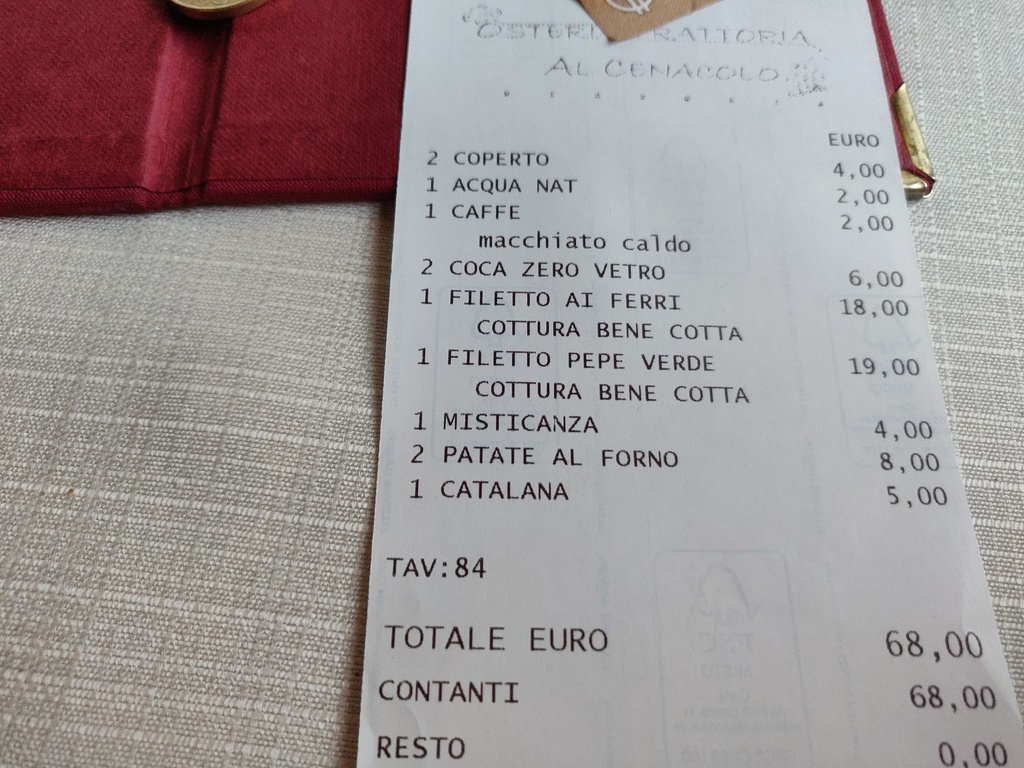 OSTERI TRATTORIA
AL CENACOLO
EURO
2 COPERTO 4,00
1 ACQUA NAT 2,00
1 CAFFE 2,00
macchiato caldo
2 COCA ZERO VETRO 6,00
1 FILETTO AI FERRI 18,00
COTTURA BENE COTTA
1 FILETTO PEPE VERDE 19,00
COTTURA BENE COTTA
1 MISTICANZA 4,00
2 PATATE AL FORNO 8,00
1 CATALANA 5,00
TAV:84
TOTALE EURO 68,00
CONTANTI 68,00
RESTO 0,00